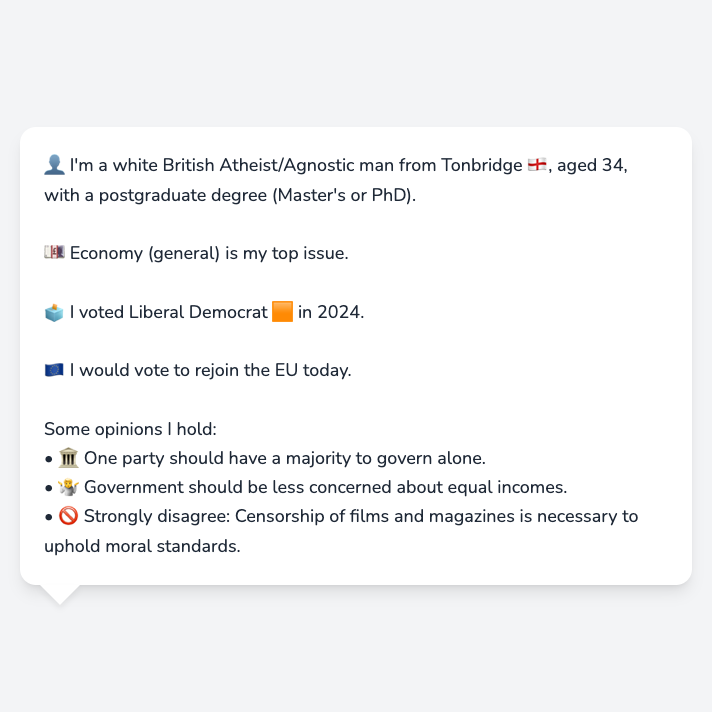 👤 I'm a white British Atheist/Agnostic man from Tonbridge 🏴󠁧󠁢󠁥󠁮󠁧󠁿, aged 34,
with a postgraduate degree (Master's or PhD).
💷 Economy (general) is my top issue.
🗳️ I voted Liberal Democrat 🟧 in 2024.
🇪🇺 I would vote to rejoin the EU today.
Some opinions I hold:
• 🏛️ One party should have a majority to govern alone.
• 🤷 Government should be less concerned about equal incomes.
• 🚫 Strongly disagree: Censorship of films and magazines is necessary to
uphold moral standards.